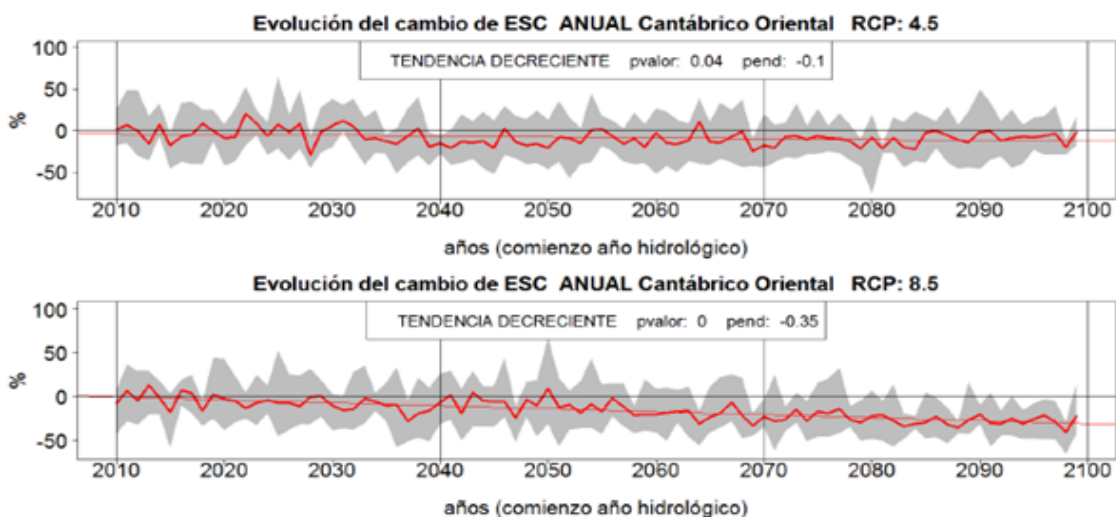 Evolución del cambio de ESC ANUAL Cantábrico Oriental RCP: 4.5
TENDENCIA DECRECIENTE pvalor: 0.04 pend: -0.1
100
50
0
-50
%
2010 2020 2030 2040 2050 2060 2070 2080 2090 2100
años (comienzo año hidrológico)
Evolución del cambio de ESC ANUAL Cantábrico Oriental RCP: 8.5
TENDENCIA DECRECIENTE pvalor: 0 pend: -0.35
100
50
0
-50
%
2010 2020 2030 2040 2050 2060 2070 2080 2090 2100
años (comienzo año hidrológico)